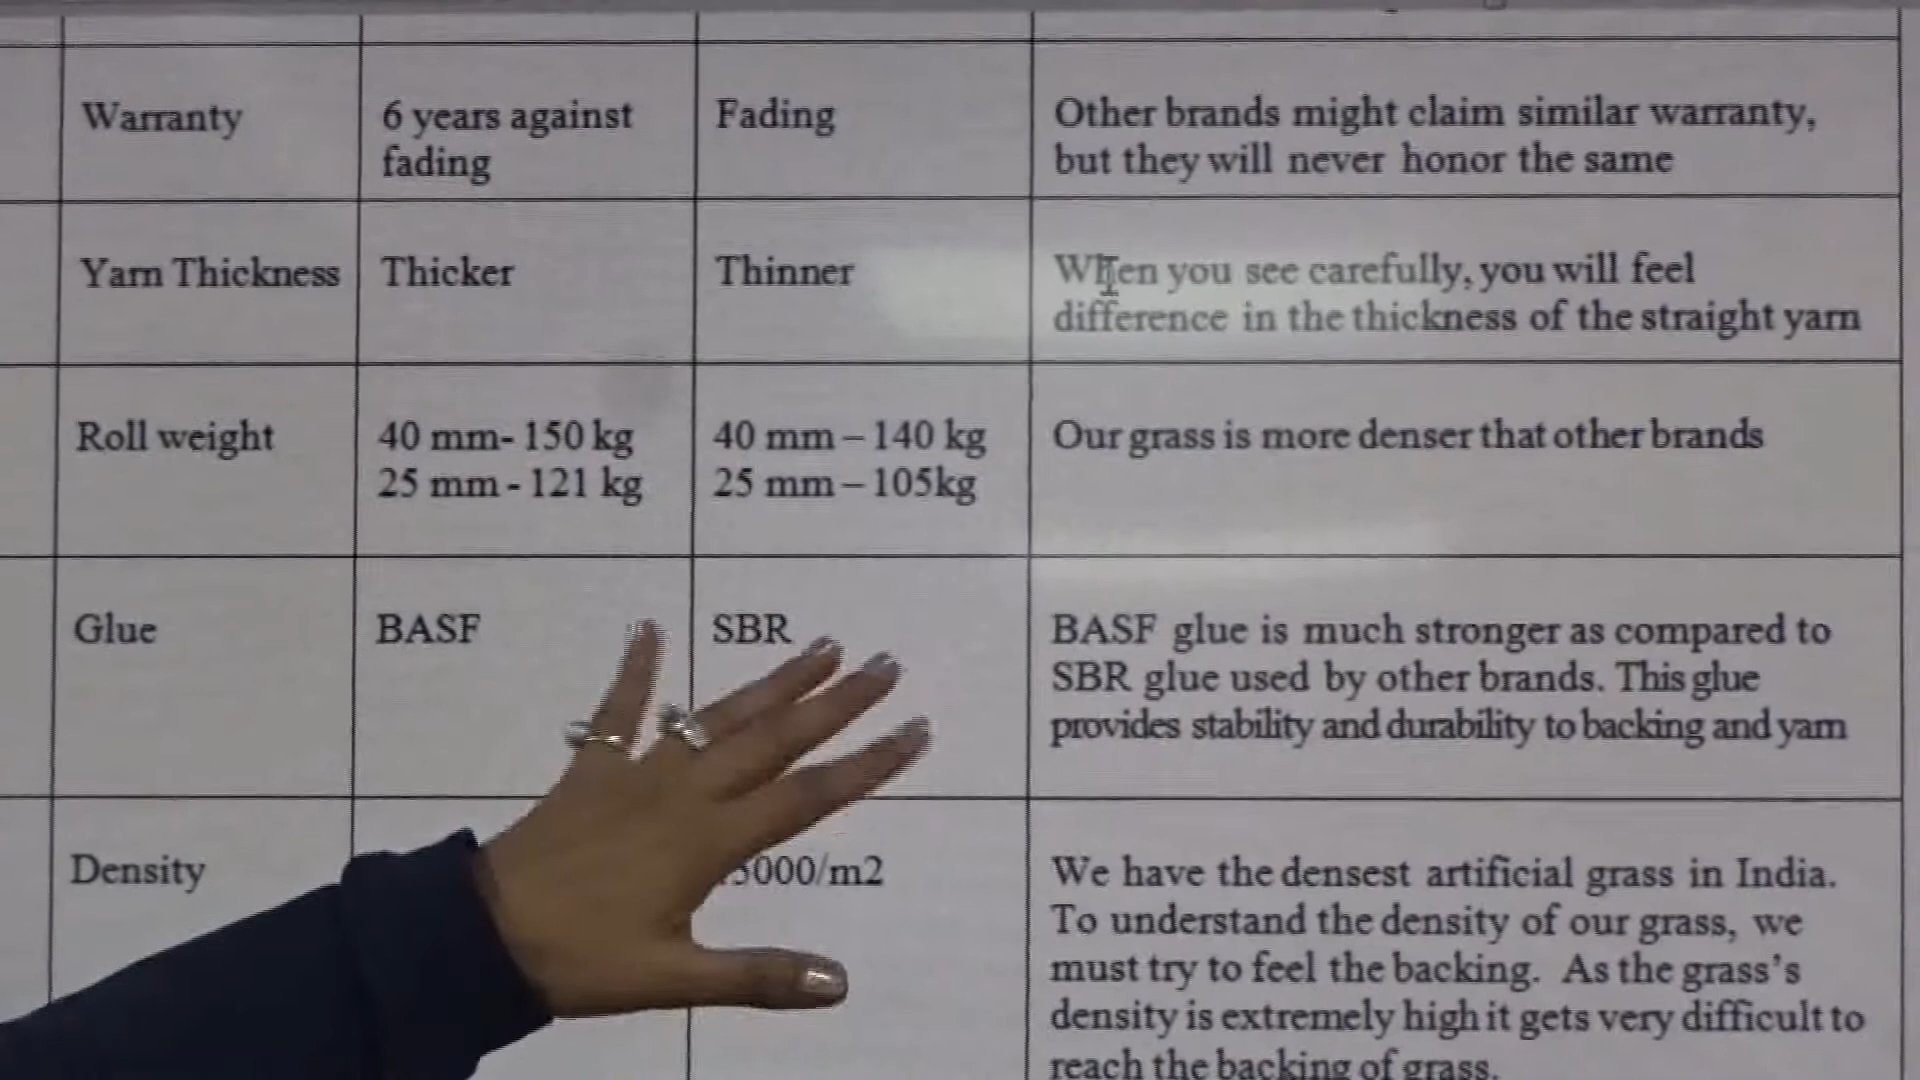 Warranty
6 years against
fading
Fading
Other brands might claim similar warranty,
but they will never honor the same
Yarn Thickness
Thicker
Thinner
When you see carefully, you will feel
difference in the thickness of the straight yarn
Roll weight
40 mm- 150 kg
25 mm - 121 kg
40 mm – 140 kg
25 mm – 105kg
Our grass is more denser that other brands
Glue
BASF
SBR
BASF glue is much stronger as compared to
SBR glue used by other brands. This glue
provides stability and durability to backing and yarn
Density
We have the densest artificial grass in India.
To understand the density of our grass, we
must try to feel the backing. As the grass's
density is extremely high it gets very difficult to
reach the backing of grass.